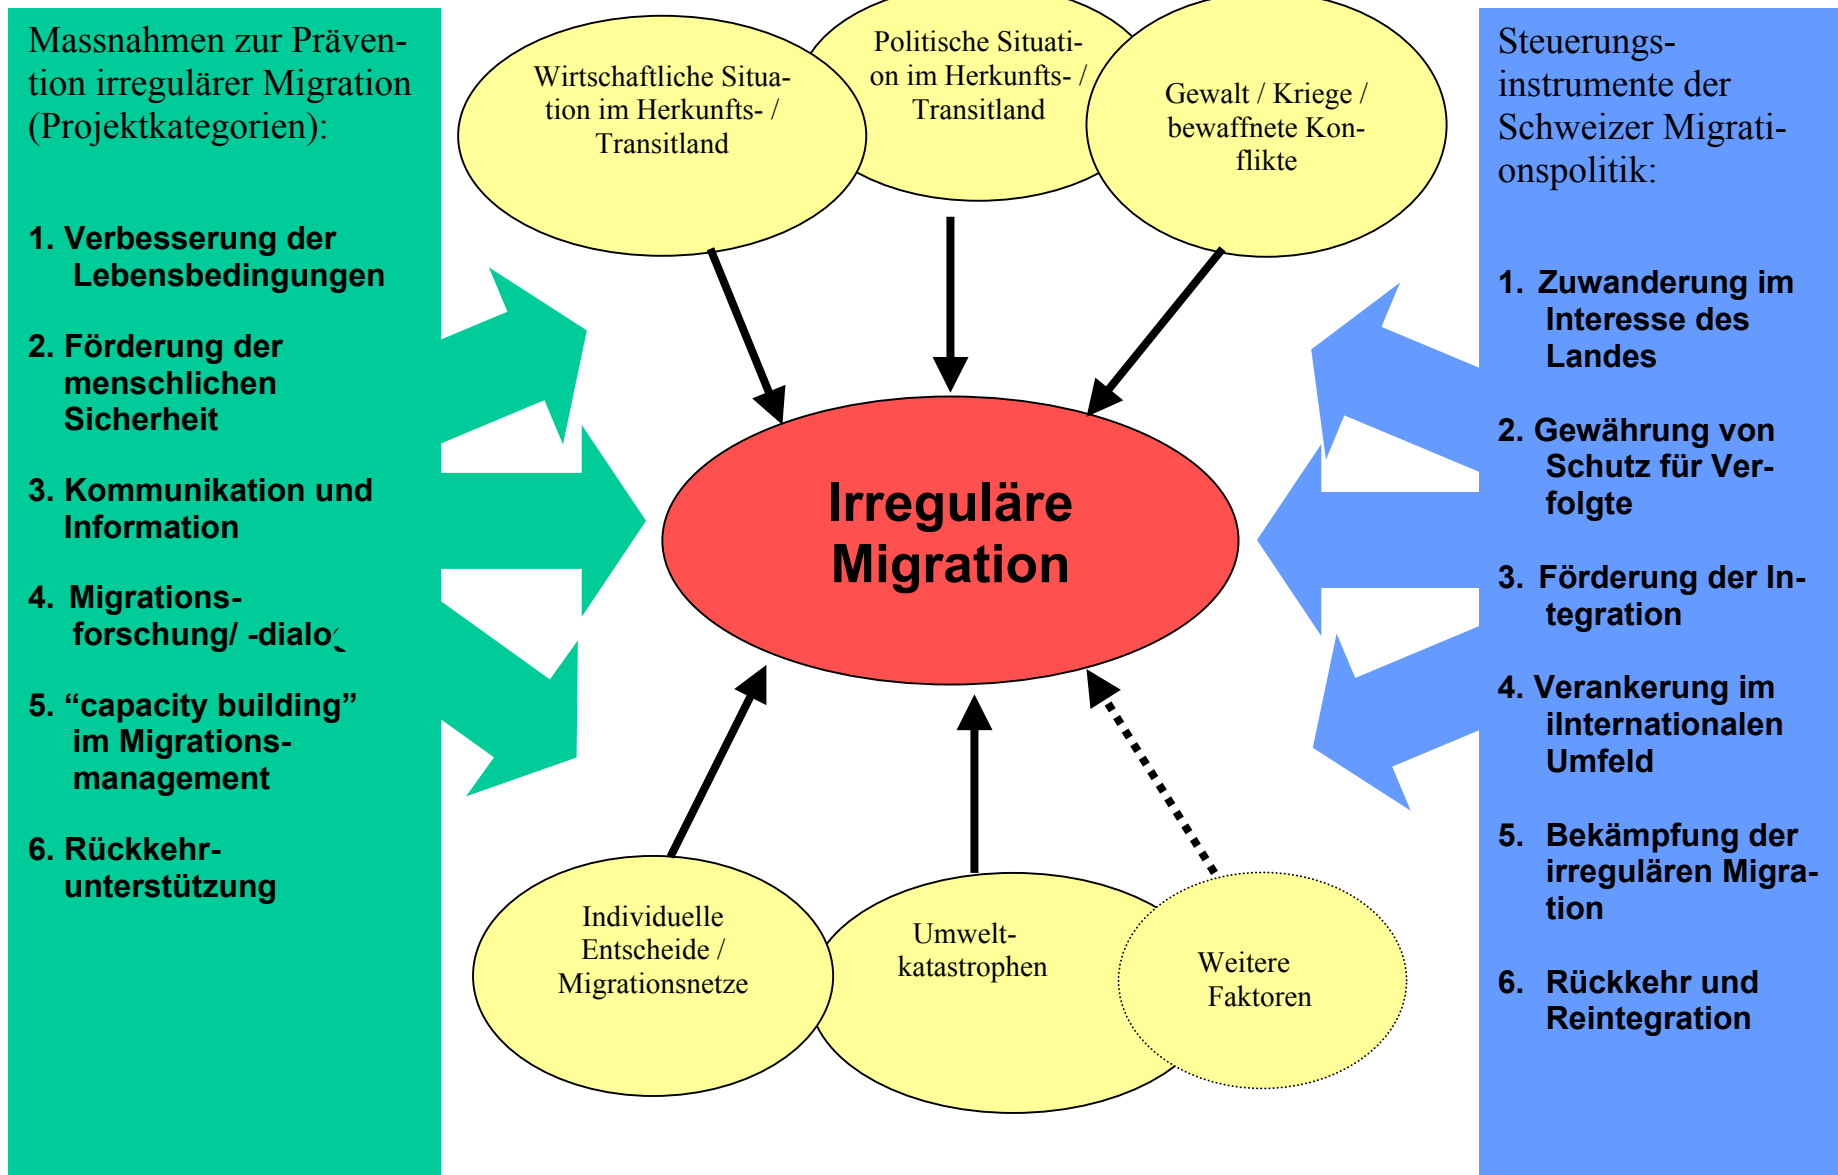 Massnahmen zur Präven-
tion irregulärer Migration
(Projektkategorien):
1. Verbesserung der
Lebensbedingungen
2. Förderung der
menschlichen
Sicherheit
3. Kommunikation und
Information
4. Migrations-
forschung/ -dialog
5. “capacity building”
im Migrations-
management
6. Rückkehr-
unterstützung
Wirtschaftliche Situa-
tion im Herkunfts- /
Transitland
Politische Situati-
on im Herkunfts- /
Transitland
Gewalt / Kriege /
bewaffnete Kon-
flikte
Irreguläre
Migration
Individuelle
Entscheide /
Migrationsnetze
Umwelt-
katastrophen
Weitere
Faktoren
Steuerungs-
instrumente der
Schweizer Migrati-
onspolitik:
1. Zuwanderung im
Interesse des
Landes
2. Gewährung von
Schutz für Ver-
folgte
3. Förderung der In-
tegration
4. Verankerung im
iInternationalen
Umfeld
5. Bekämpfung der
irregulären Migra-
tion
6. Rückkehr und
Reintegration